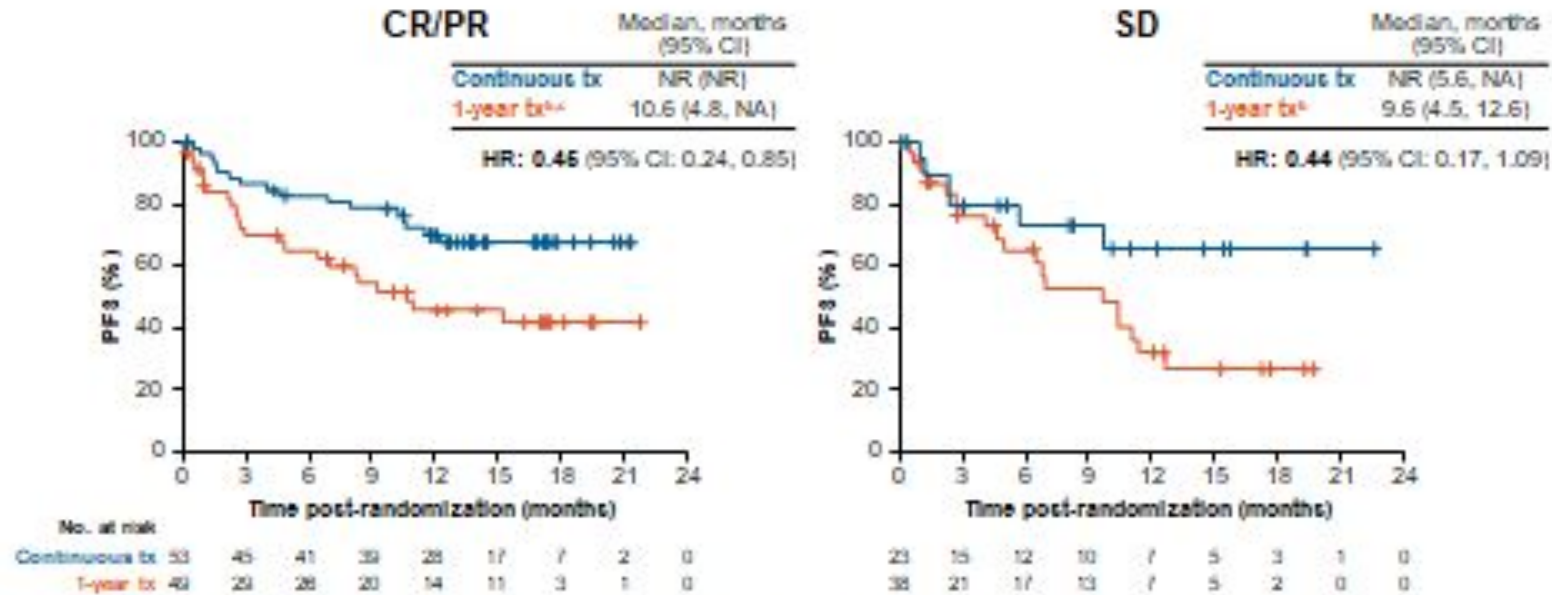 CR/PR
Median, months
(95% CI)
Continuous tx NR (NR)
1-year tx 10.6 (4.8, NA)
HR: 0.45 (95% CI: 0.24, 0.85)
100
80
60
40
20
0
PFS (%)
0 3 6 9 12 15 18 21 24
Time post-randomization (months)
SD
Median, months
(95% CI)
Continuous tx NR (5.6, NA)
1-year tx 9.6 (4.5, 12.6)
HR: 0.44 (95% CI: 0.17, 1.09)
100
80
60
40
20
0
PFS (%)
0 3 6 9 12 15 18 21 24
Time post-randomization (months)
No. at risk
Continuous tx 53 45 41 39 28 17 7 2 0
1-year tx 49 29 26 20 14 11 3 1 0
23 15 12 10 7 5 3 1 0
38 21 17 13 7 5 2 0 0